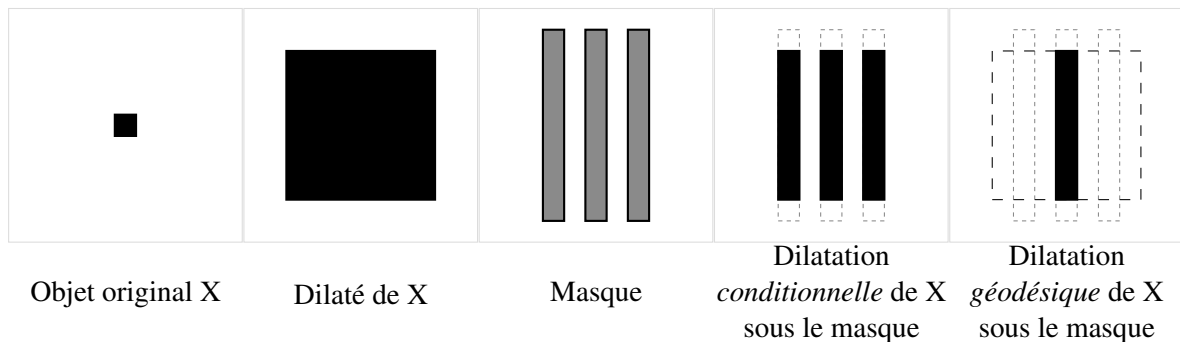 Objet original X
Dilaté de X
Masque
Dilatation
conditionnelle de X
sous le masque
Dilatation
géodésique de X
sous le masque